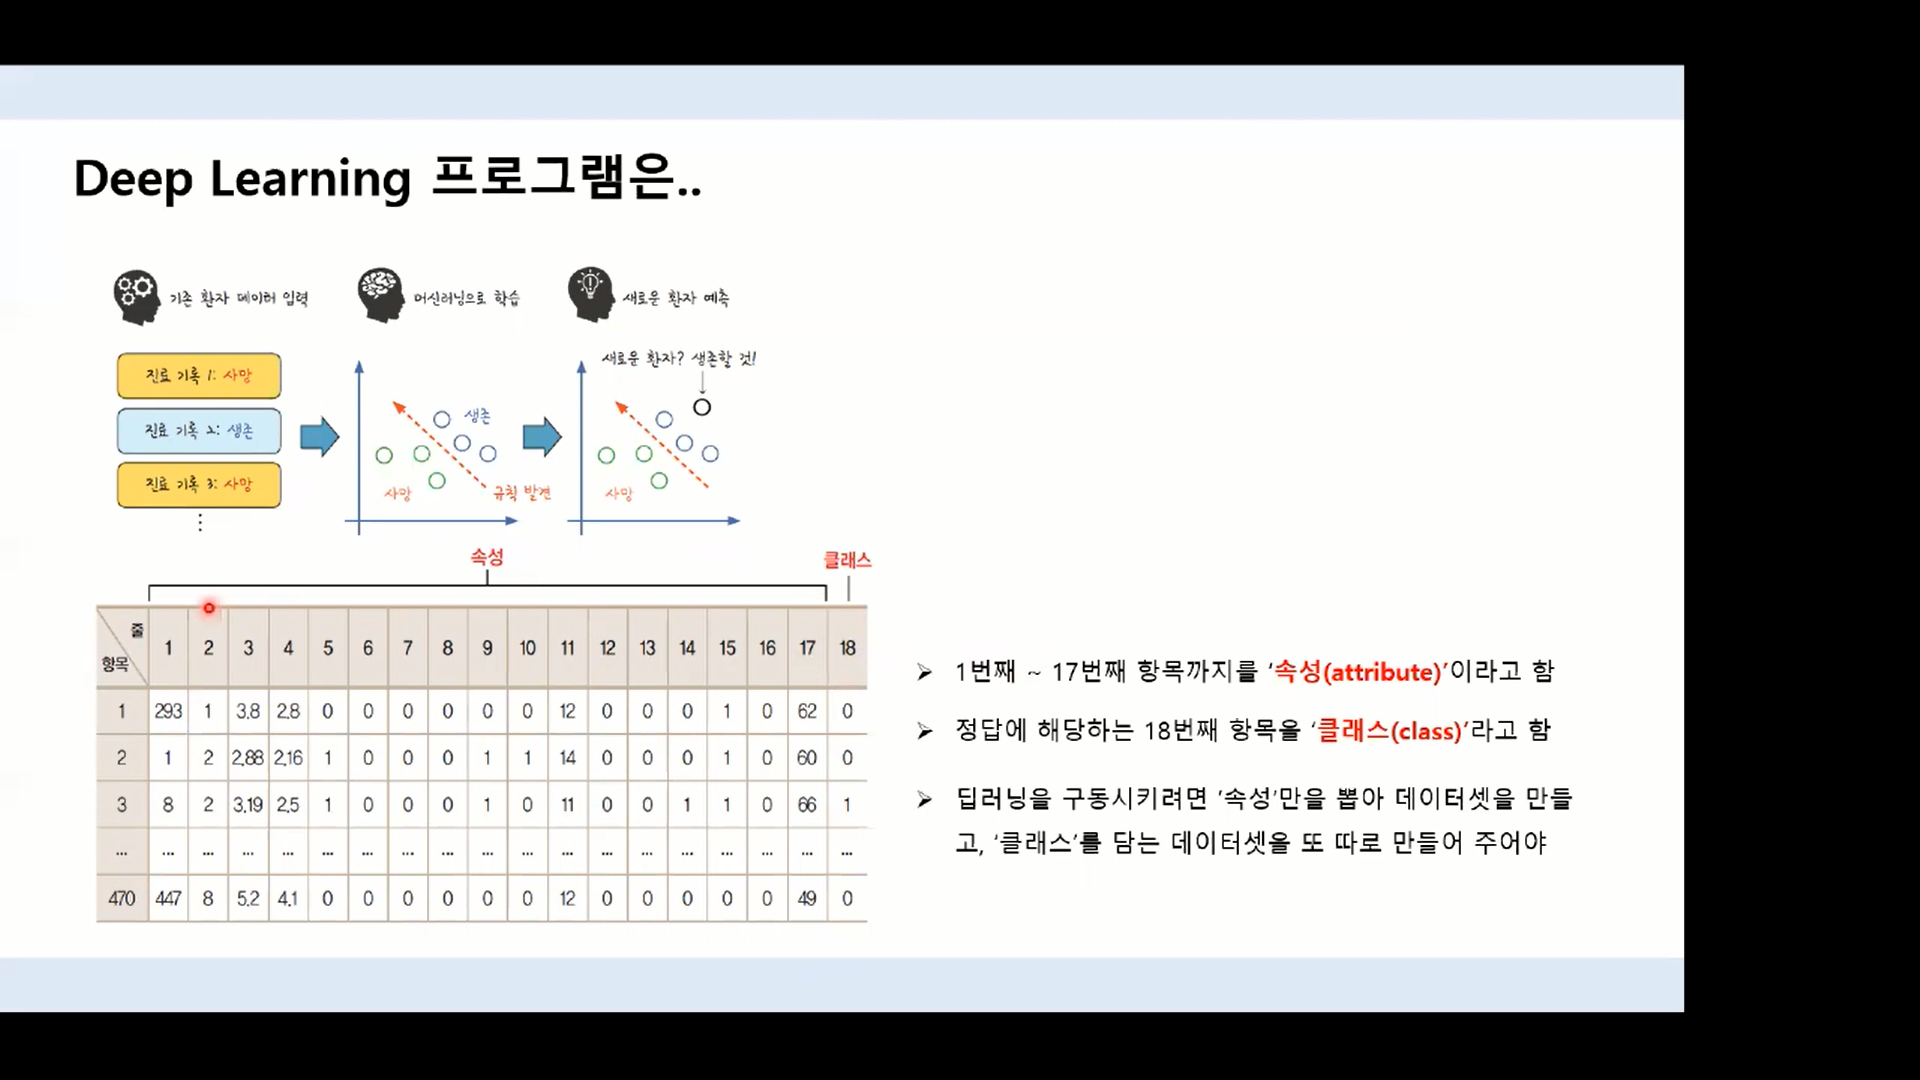 Deep Learning 프로그램은..
기존 환자 데이터 입력
머신러닝으로 학습
새로운 환자 예측
진료 기록 1: 사망
진료 기록 2: 생존
진료 기록 3: 사망
⋮
생존
사망
규칙 발견
새로운 환자? 생존할 것!
사망
속성
클래스
줄
항목
1 2 3 4 5 6 7 8 9 10 11 12 13 14 15 16 17 18
1 293 1 3.8 2.8 0 0 0 0 0 0 12 0 0 0 1 0 62 0
2 1 2 2.88 2.16 1 0 0 0 1 1 14 0 0 0 1 0 60 0
3 8 2 3.19 2.5 1 0 0 0 1 0 11 0 0 1 1 0 66 1
... ... ... ... ... ... ... ... ... ... ... ... ... ... ... ... ... ... ...
470 447 8 5.2 4.1 0 0 0 0 0 0 12 0 0 0 0 0 49 0
➢ 1번째 ~ 17번째 항목까지를 ‘속성(attribute)’이라고 함
➢ 정답에 해당하는 18번째 항목을 ‘클래스(class)’라고 함
➢ 딥러닝을 구동시키려면 ‘속성’만을 뽑아 데이터셋을 만들
고, ‘클래스’를 담는 데이터셋을 또 따로 만들어 주어야